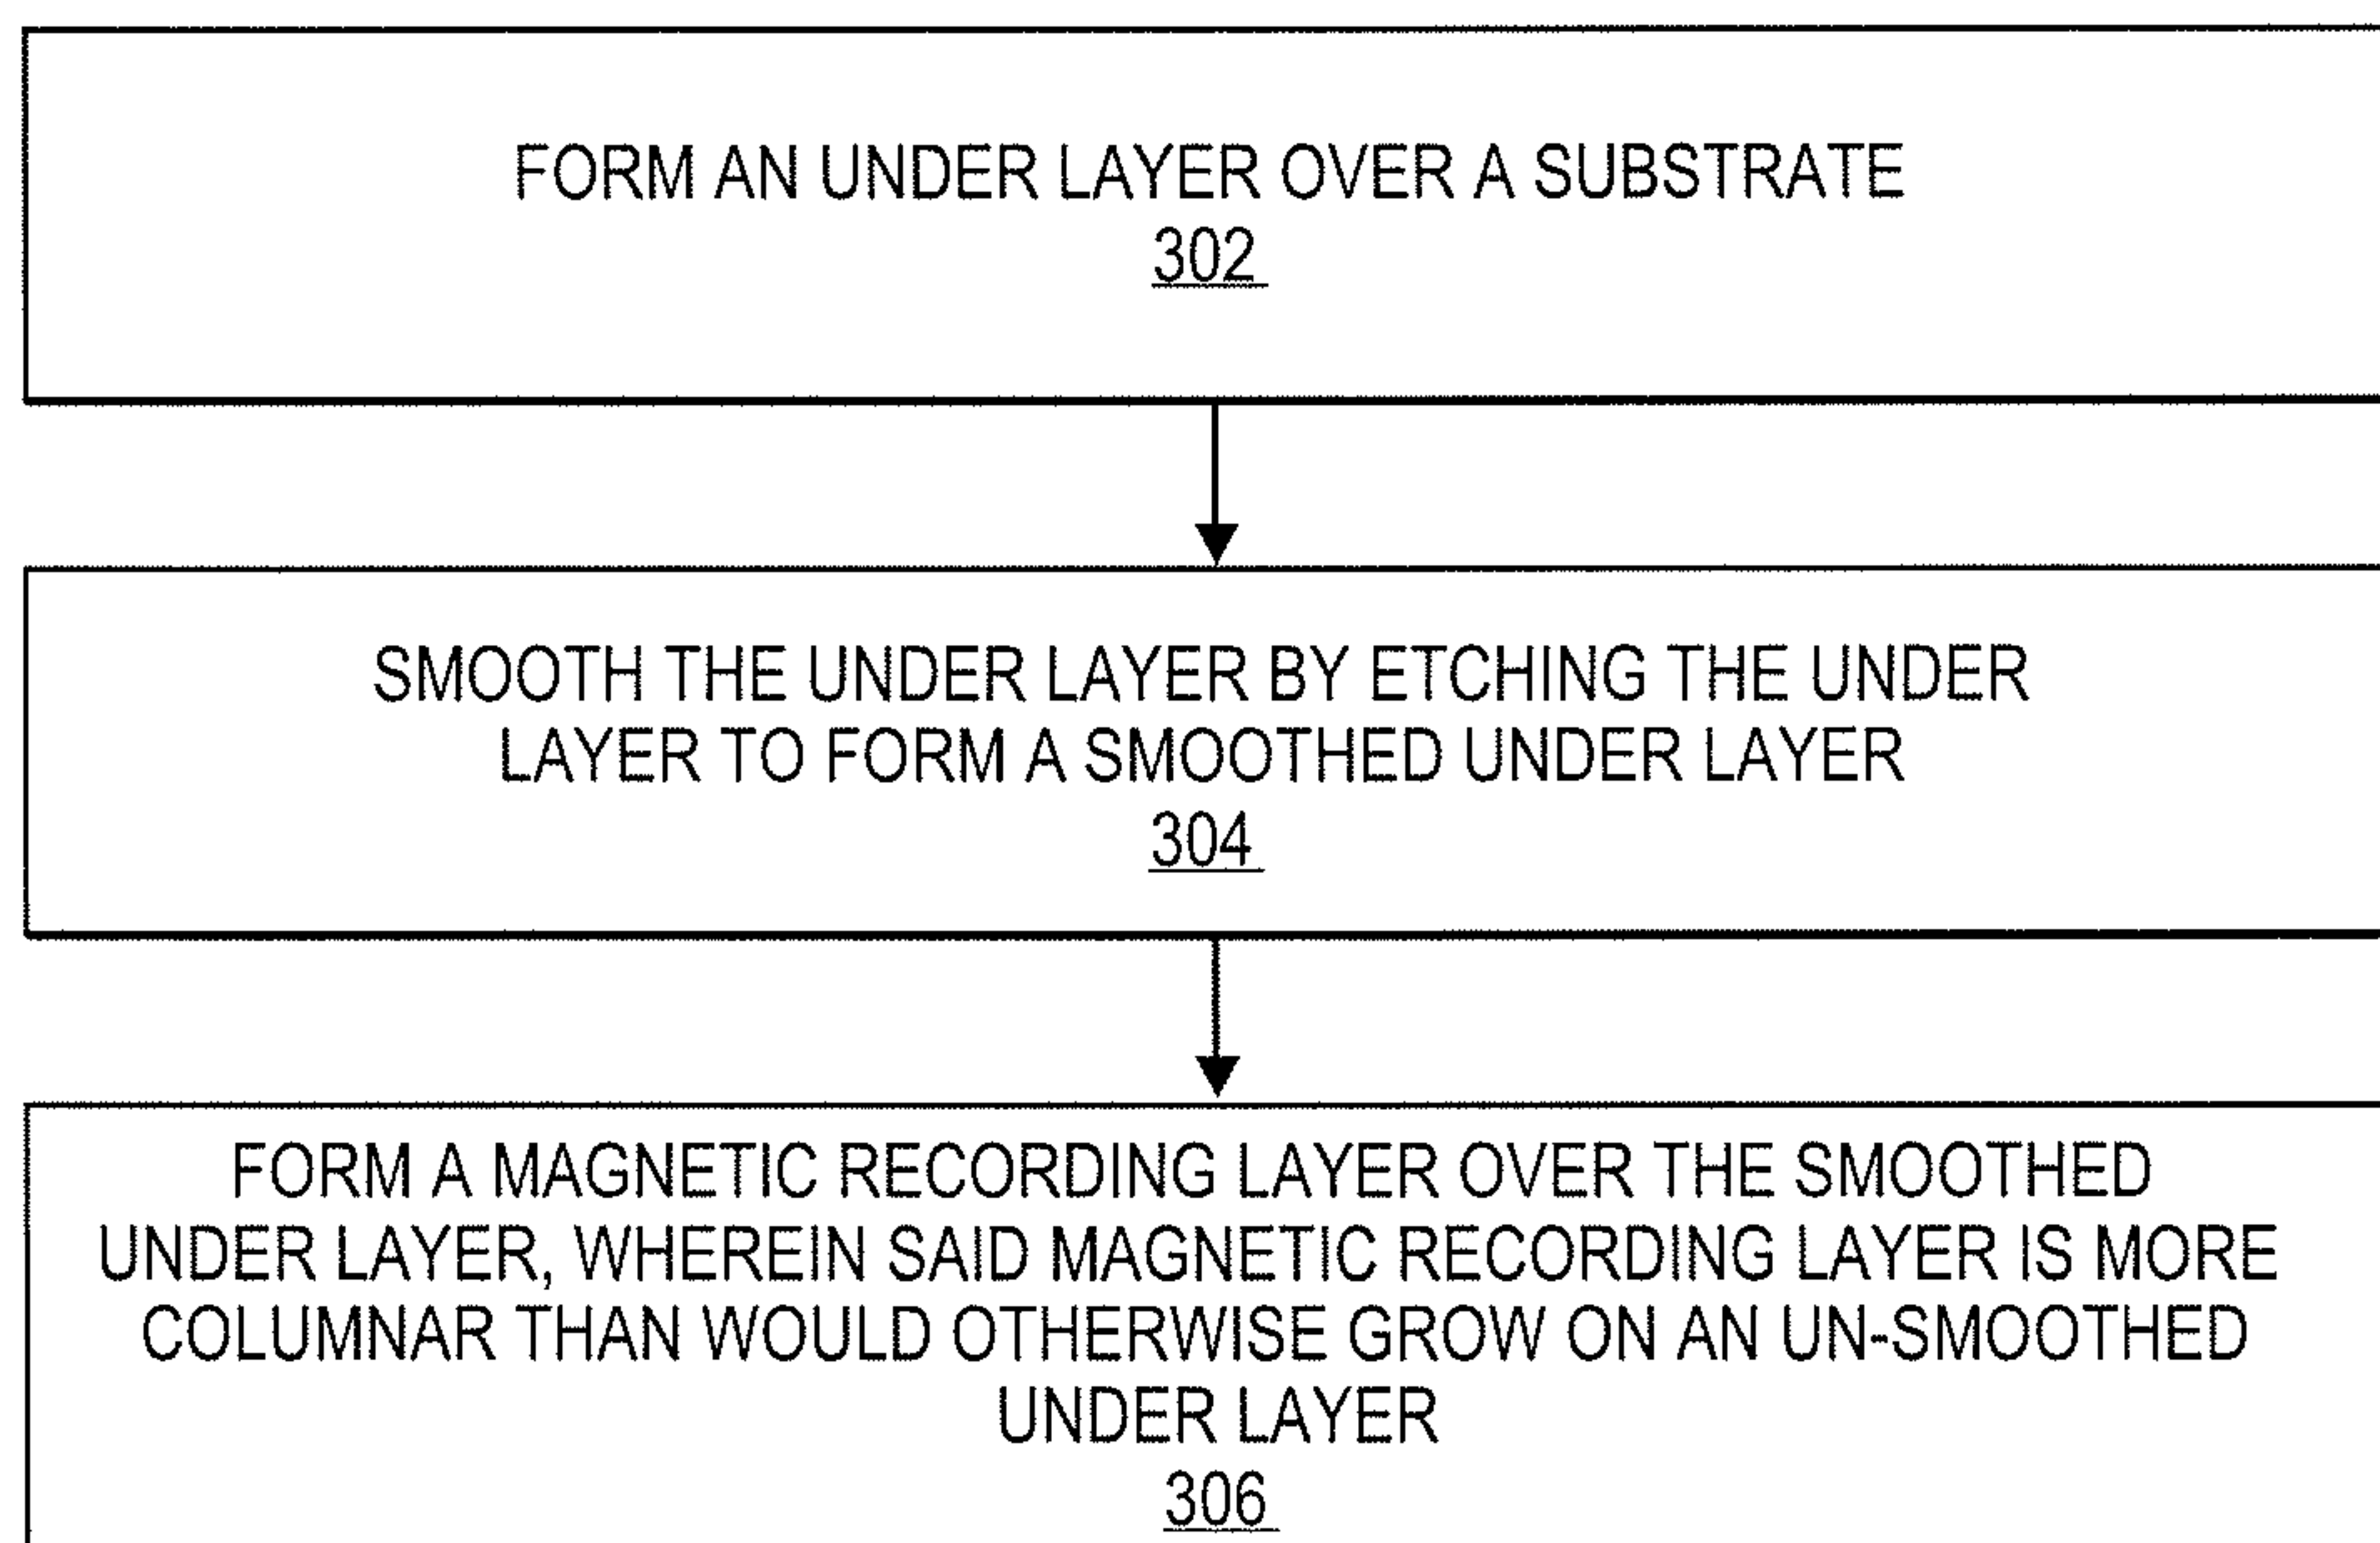 FORM AN UNDER LAYER OVER A SUBSTRATE
302
SMOOTH THE UNDER LAYER BY ETCHING THE UNDER
LAYER TO FORM A SMOOTHED UNDER LAYER
304
FORM A MAGNETIC RECORDING LAYER OVER THE SMOOTHED
UNDER LAYER, WHEREIN SAID MAGNETIC RECORDING LAYER IS MORE
COLUMNAR THAN WOULD OTHERWISE GROW ON AN UN-SMOOTHED
UNDER LAYER
306